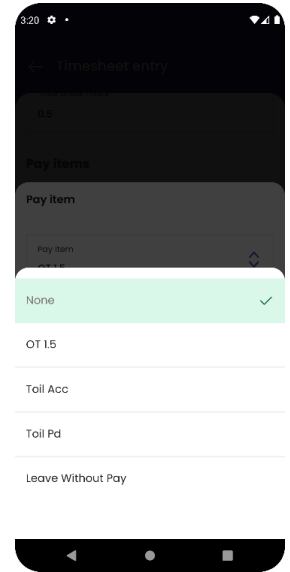 3:20
Timesheet entry
0.5
Pay items
Pay item
Pay item
OT 1.5
None
OT 1.5
Toil Acc
Toil Pd
Leave Without Pay